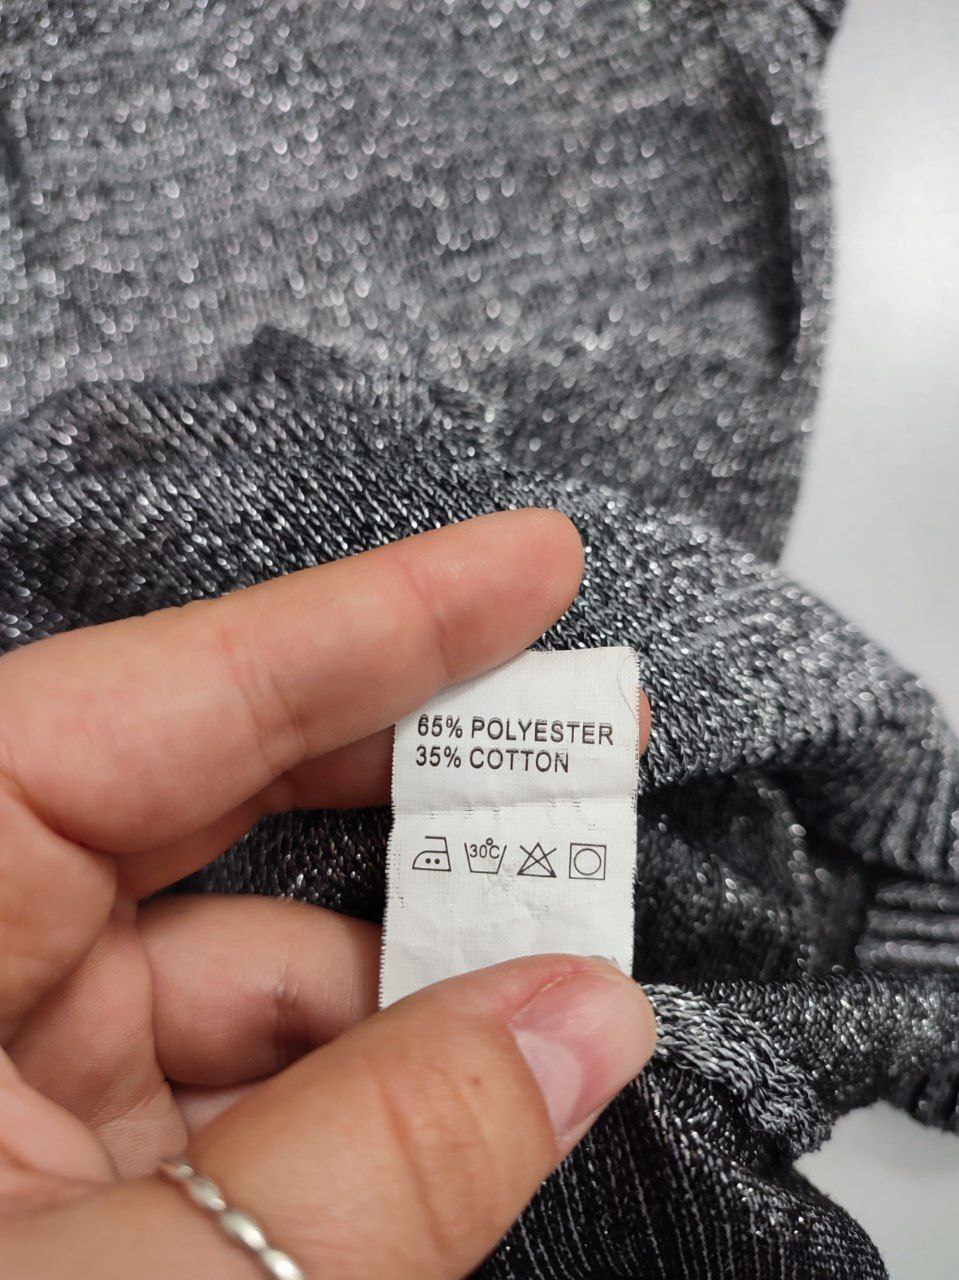 65% POLYESTER
35% COTTON
30°C